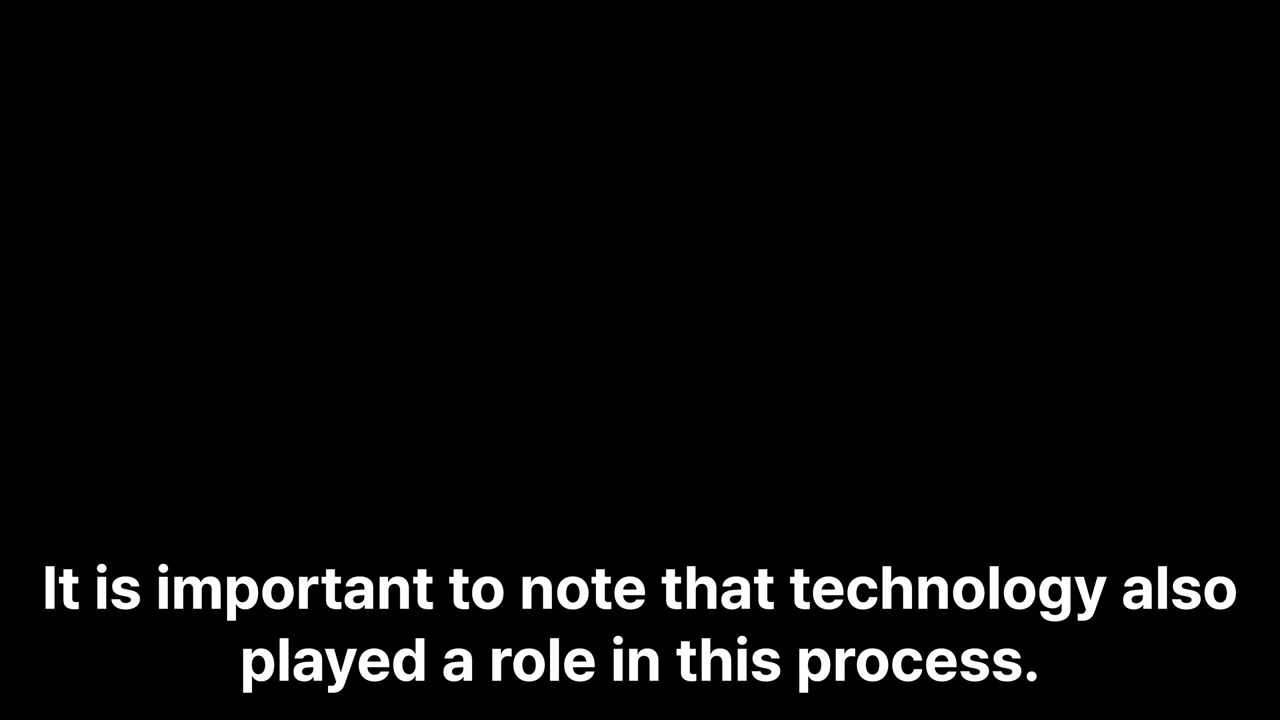 It is important to note that technology also
played a role in this process.